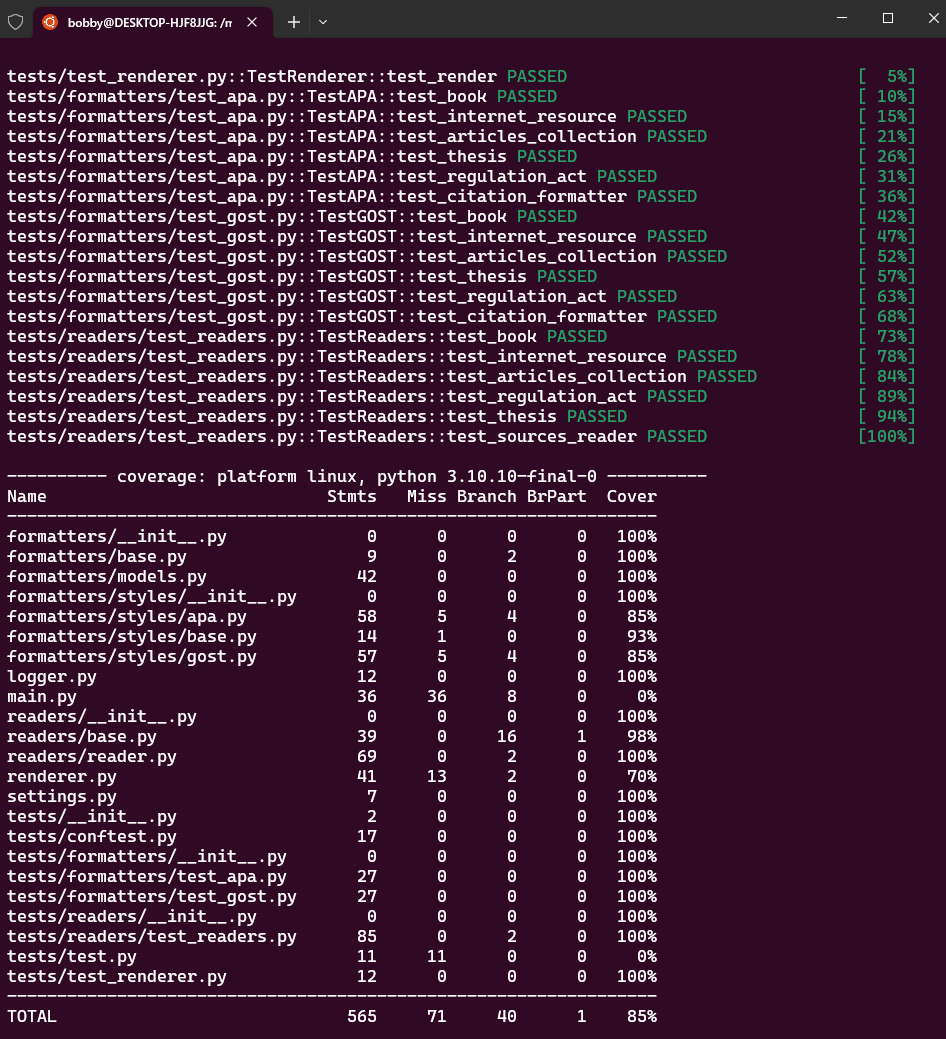 bobby@DESKTOP-HJF8JJG: /m
tests/test_renderer.py::TestRenderer::test_render PASSED [  5%]
tests/formatters/test_apa.py::TestAPA::test_book PASSED [ 10%]
tests/formatters/test_apa.py::TestAPA::test_internet_resource PASSED [ 15%]
tests/formatters/test_apa.py::TestAPA::test_articles_collection PASSED [ 21%]
tests/formatters/test_apa.py::TestAPA::test_thesis PASSED [ 26%]
tests/formatters/test_apa.py::TestAPA::test_regulation_act PASSED [ 31%]
tests/formatters/test_apa.py::TestAPA::test_citation_formatter PASSED [ 36%]
tests/formatters/test_gost.py::TestGOST::test_book PASSED [ 42%]
tests/formatters/test_gost.py::TestGOST::test_internet_resource PASSED [ 47%]
tests/formatters/test_gost.py::TestGOST::test_articles_collection PASSED [ 52%]
tests/formatters/test_gost.py::TestGOST::test_thesis PASSED [ 57%]
tests/formatters/test_gost.py::TestGOST::test_regulation_act PASSED [ 63%]
tests/formatters/test_gost.py::TestGOST::test_citation_formatter PASSED [ 68%]
tests/readers/test_readers.py::TestReaders::test_book PASSED [ 73%]
tests/readers/test_readers.py::TestReaders::test_internet_resource PASSED [ 78%]
tests/readers/test_readers.py::TestReaders::test_articles_collection PASSED [ 84%]
tests/readers/test_readers.py::TestReaders::test_regulation_act PASSED [ 89%]
tests/readers/test_readers.py::TestReaders::test_thesis PASSED [ 94%]
tests/readers/test_readers.py::TestReaders::test_sources_reader PASSED [100%]
---------- coverage: platform linux, python 3.10.10-final-0 ----------
Name Stmts Miss Branch BrPart Cover
-----------------------------------------------------------------
formatters/__init__.py 0 0 0 0 100%
formatters/base.py 9 0 2 0 100%
formatters/models.py 42 0 0 0 100%
formatters/styles/__init__.py 0 0 0 0 100%
formatters/styles/apa.py 58 5 4 0 85%
formatters/styles/base.py 14 1 0 0 93%
formatters/styles/gost.py 57 5 4 0 85%
logger.py 12 0 0 0 100%
main.py 36 36 8 0 0%
readers/__init__.py 0 0 0 0 100%
readers/base.py 39 0 16 1 98%
readers/reader.py 69 0 2 0 100%
renderer.py 41 13 2 0 70%
settings.py 7 0 0 0 100%
tests/__init__.py 2 0 0 0 100%
tests/conftest.py 17 0 0 0 100%
tests/formatters/__init__.py 0 0 0 0 100%
tests/formatters/test_apa.py 27 0 0 0 100%
tests/formatters/test_gost.py 27 0 0 0 100%
tests/readers/__init__.py 0 0 0 0 100%
tests/readers/test_readers.py 85 0 2 0 100%
tests/test.py 11 11 0 0 0%
tests/test_renderer.py 12 0 0 0 100%
-----------------------------------------------------------------
TOTAL 565 71 40 1 85%